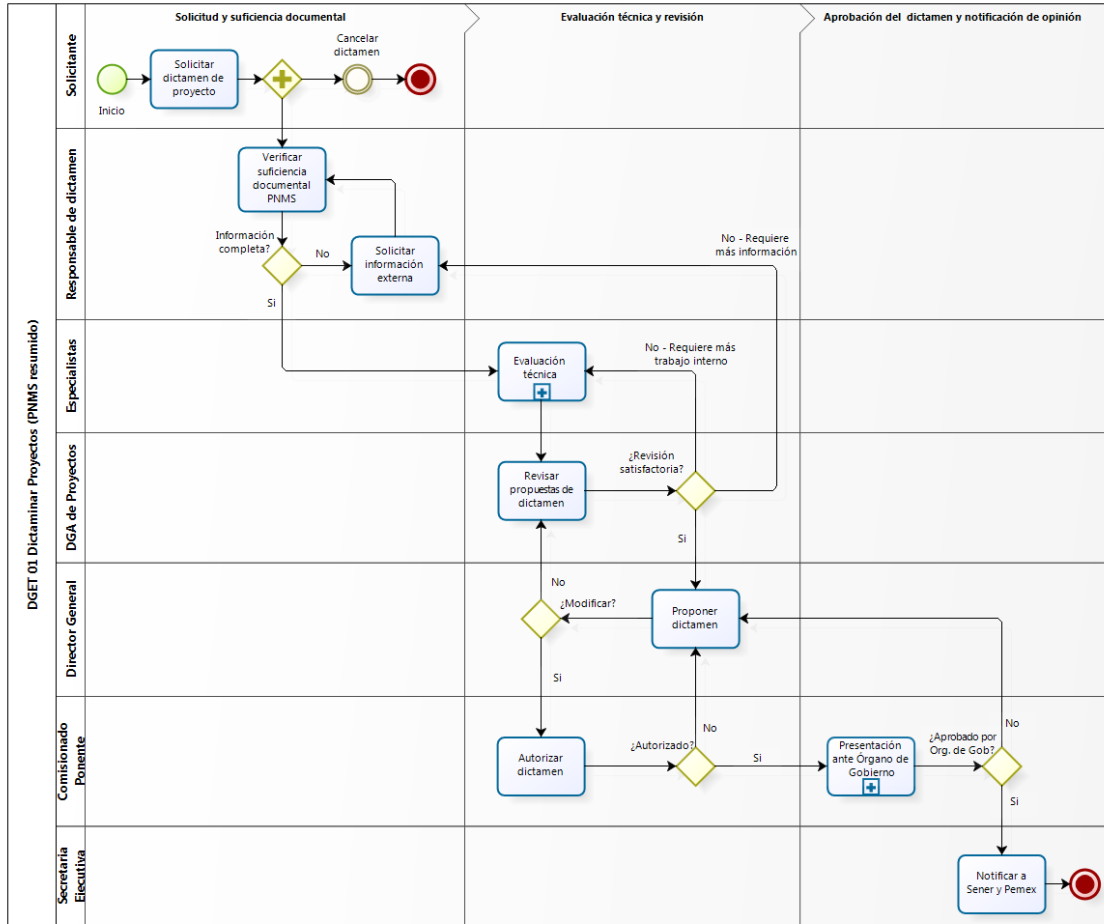 DGET 01 Dictaminar Proyectos (PNMS resumido)
Solicitud y suficiencia documental
Evaluación técnica y revisión
Aprobación del dictamen y notificación de opinión
Solicitante
Inicio
Solicitar
dictamen de
proyecto
Cancelar
dictamen
Responsable de dictamen
Verificar
suficiencia
documental
PNMS
Información
completa?
No
Si
Solicitar
información
externa
No - Requiere
más información
Especialistas
Evaluación
técnica
No - Requiere más
trabajo interno
DGA de Proyectos
Revisar
propuestas de
dictamen
¿Revisión
satisfactoria?
Si
No
Director General
¿Modificar?
Proponer
dictamen
Si
Comisionado
Ponente
Autorizar
dictamen
¿Autorizado?
No
Si
Presentación
ante Órgano de
Gobierno
¿Aprobado por
Org. de Gob?
No
Si
Secretaria
Ejecutiva
Notificar a
Sener y Pemex